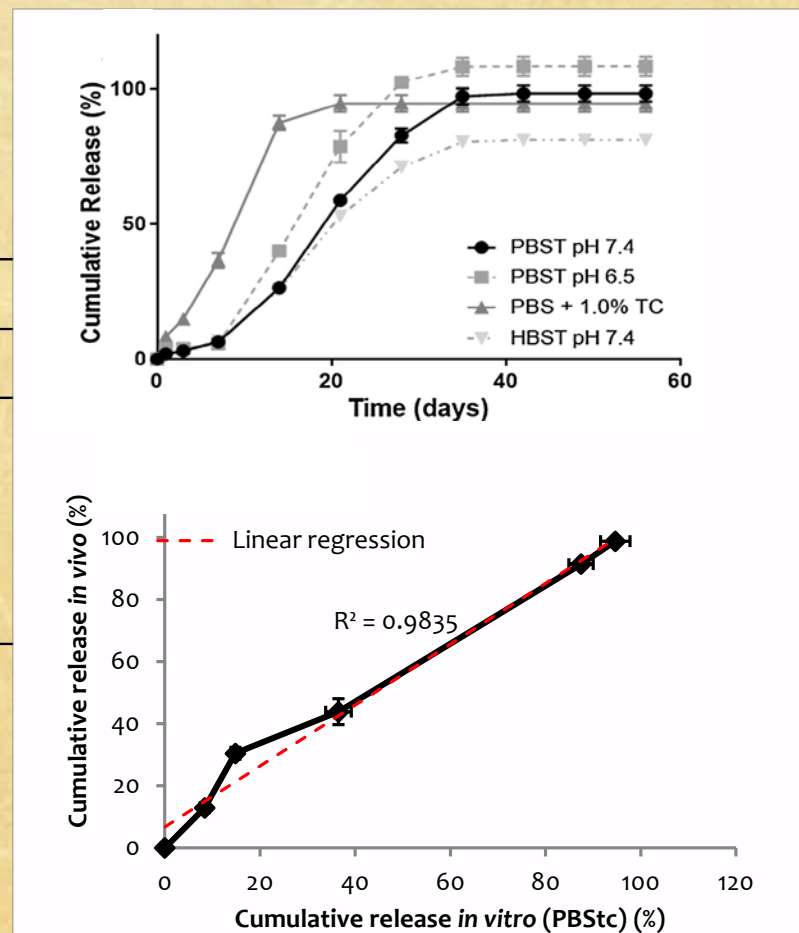 100
50
0
Cumulative Release (%)
PBST pH 7.4
PBST pH 6.5
PBS + 1.0% TC
HBST pH 7.4
0 20 40 60
Time (days)
Cumulative release in vivo (%)
100
80
60
40
20
0
Linear regression
R² = 0.9835
0 20 40 60 80 100 120
Cumulative release in vitro (PBStc) (%)